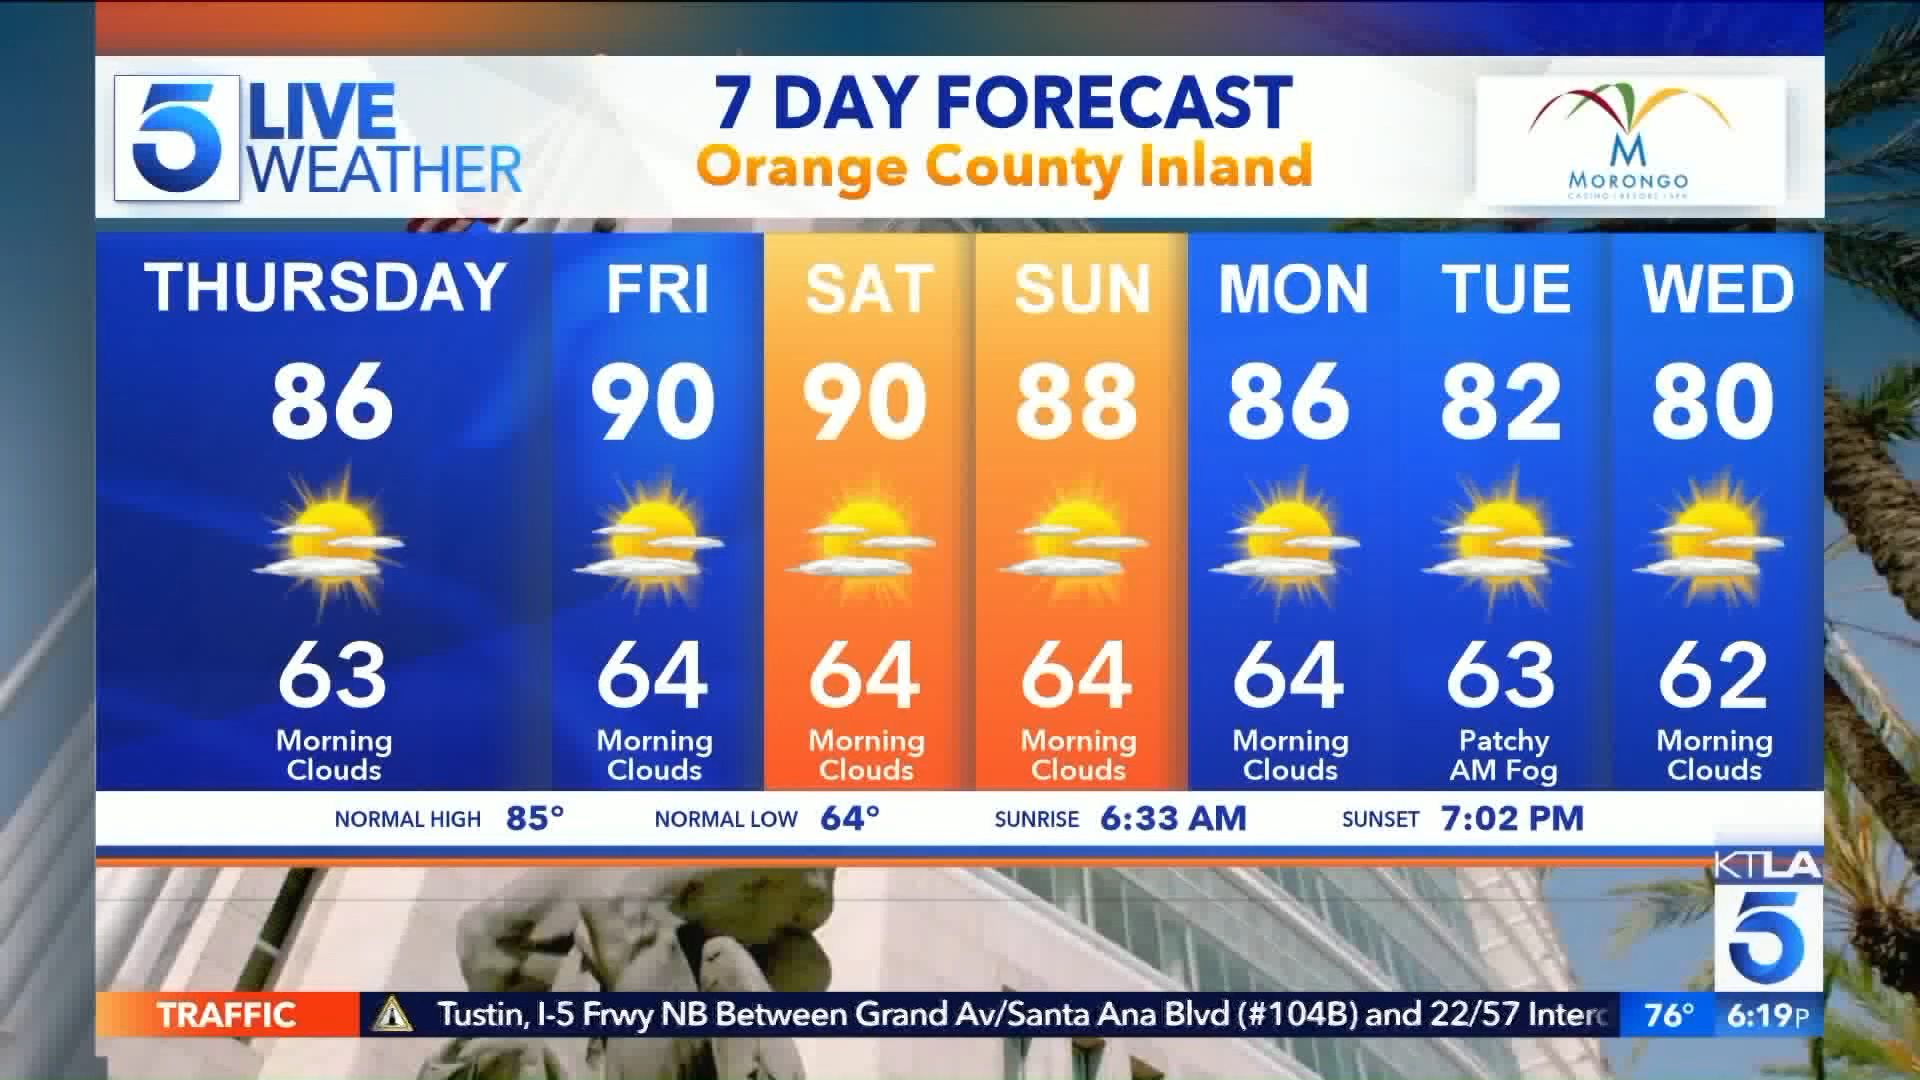 5 LIVE
WEATHER
7 DAY FORECAST
Orange County Inland
M
MORONGO
CASINO | RESORT | SPA
THURSDAY FRI SAT SUN MON TUE WED
86 90 90 88 86 82 80
63 64 64 64 64 63 62
Morning Morning Morning Morning Morning Patchy Morning
Clouds Clouds Clouds Clouds Clouds AM Fog Clouds
NORMAL HIGH 85° NORMAL LOW 64° SUNRISE 6:33 AM SUNSET 7:02 PM
KTLA
5
TRAFFIC Tustin, I-5 Frwy NB Between Grand Av/Santa Ana Blvd (#104B) and 22/57 Interc 76° 6:19P